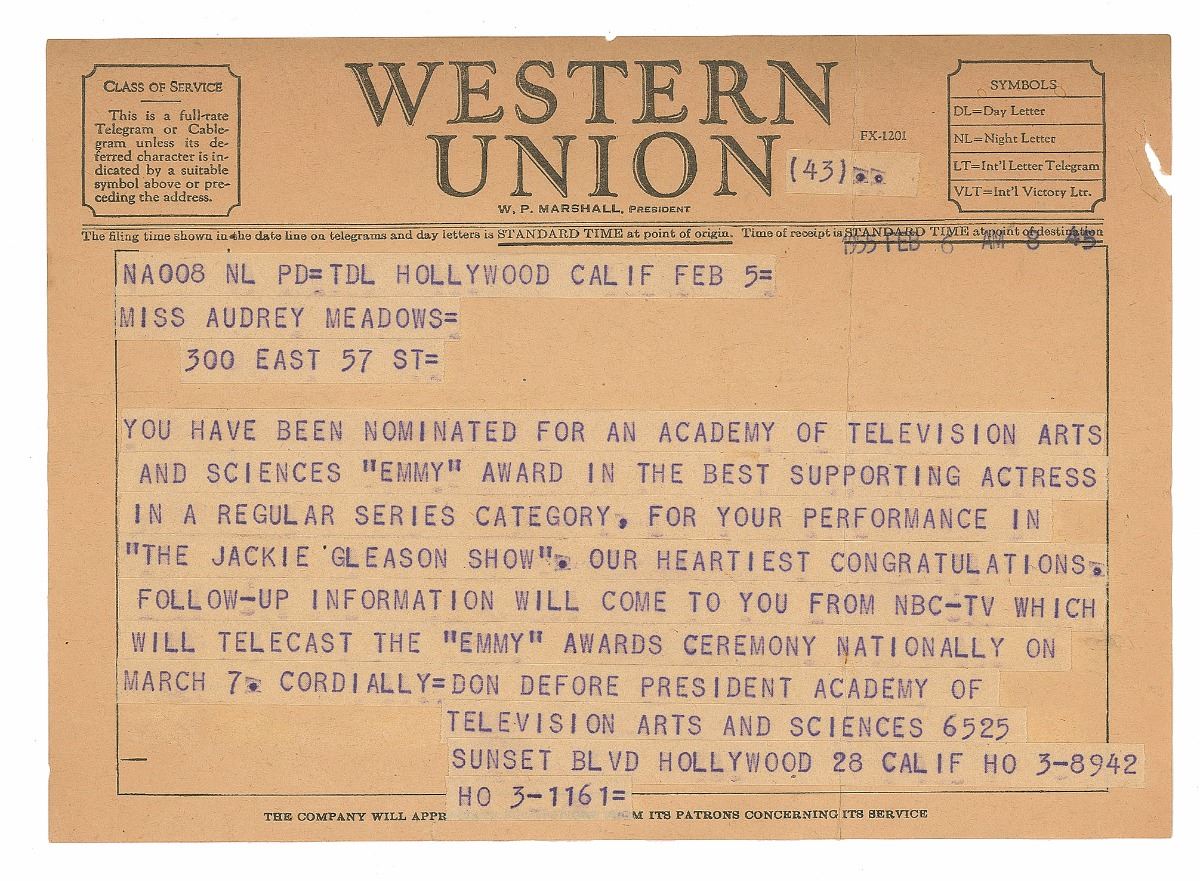 CLASS OF SERVICE
This is a full-rate
Telegram or Cable-
gram unless its de-
ferred character is in-
dicated by a suitable
symbol above or pre-
ceding the address.
WESTERN
UNION
W. P. MARSHALL, PRESIDENT
FX-1201
(43)..
SYMBOLS
DL=Day Letter
NL=Night Letter
LT=Int'l Letter Telegram
VLT=Int'l Victory Ltr.
The filing time shown in the date line on telegrams and day letters is STANDARD TIME at point of origin. Time of receipt is STANDARD TIME at point of destination
1955 FEB 6 AM 8 45
NA008 NL PD=TDL HOLLYWOOD CALIF FEB 5=
MISS AUDREY MEADOWS=
300 EAST 57 ST=
YOU HAVE BEEN NOMINATED FOR AN ACADEMY OF TELEVISION ARTS
AND SCIENCES "EMMY" AWARD IN THE BEST SUPPORTING ACTRESS
IN A REGULAR SERIES CATEGORY, FOR YOUR PERFORMANCE IN
"THE JACKIE GLEASON SHOW". OUR HEARTIEST CONGRATULATIONS.
FOLLOW-UP INFORMATION WILL COME TO YOU FROM NBC-TV WHICH
WILL TELECAST THE "EMMY" AWARDS CEREMONY NATIONALLY ON
MARCH 7. CORDIALLY=DON DEFORE PRESIDENT ACADEMY OF
TELEVISION ARTS AND SCIENCES 6525
SUNSET BLVD HOLLYWOOD 28 CALIF HO 3-8942
HO 3-1161=
THE COMPANY WILL APPR M ITS PATRONS CONCERNING ITS SERVICE